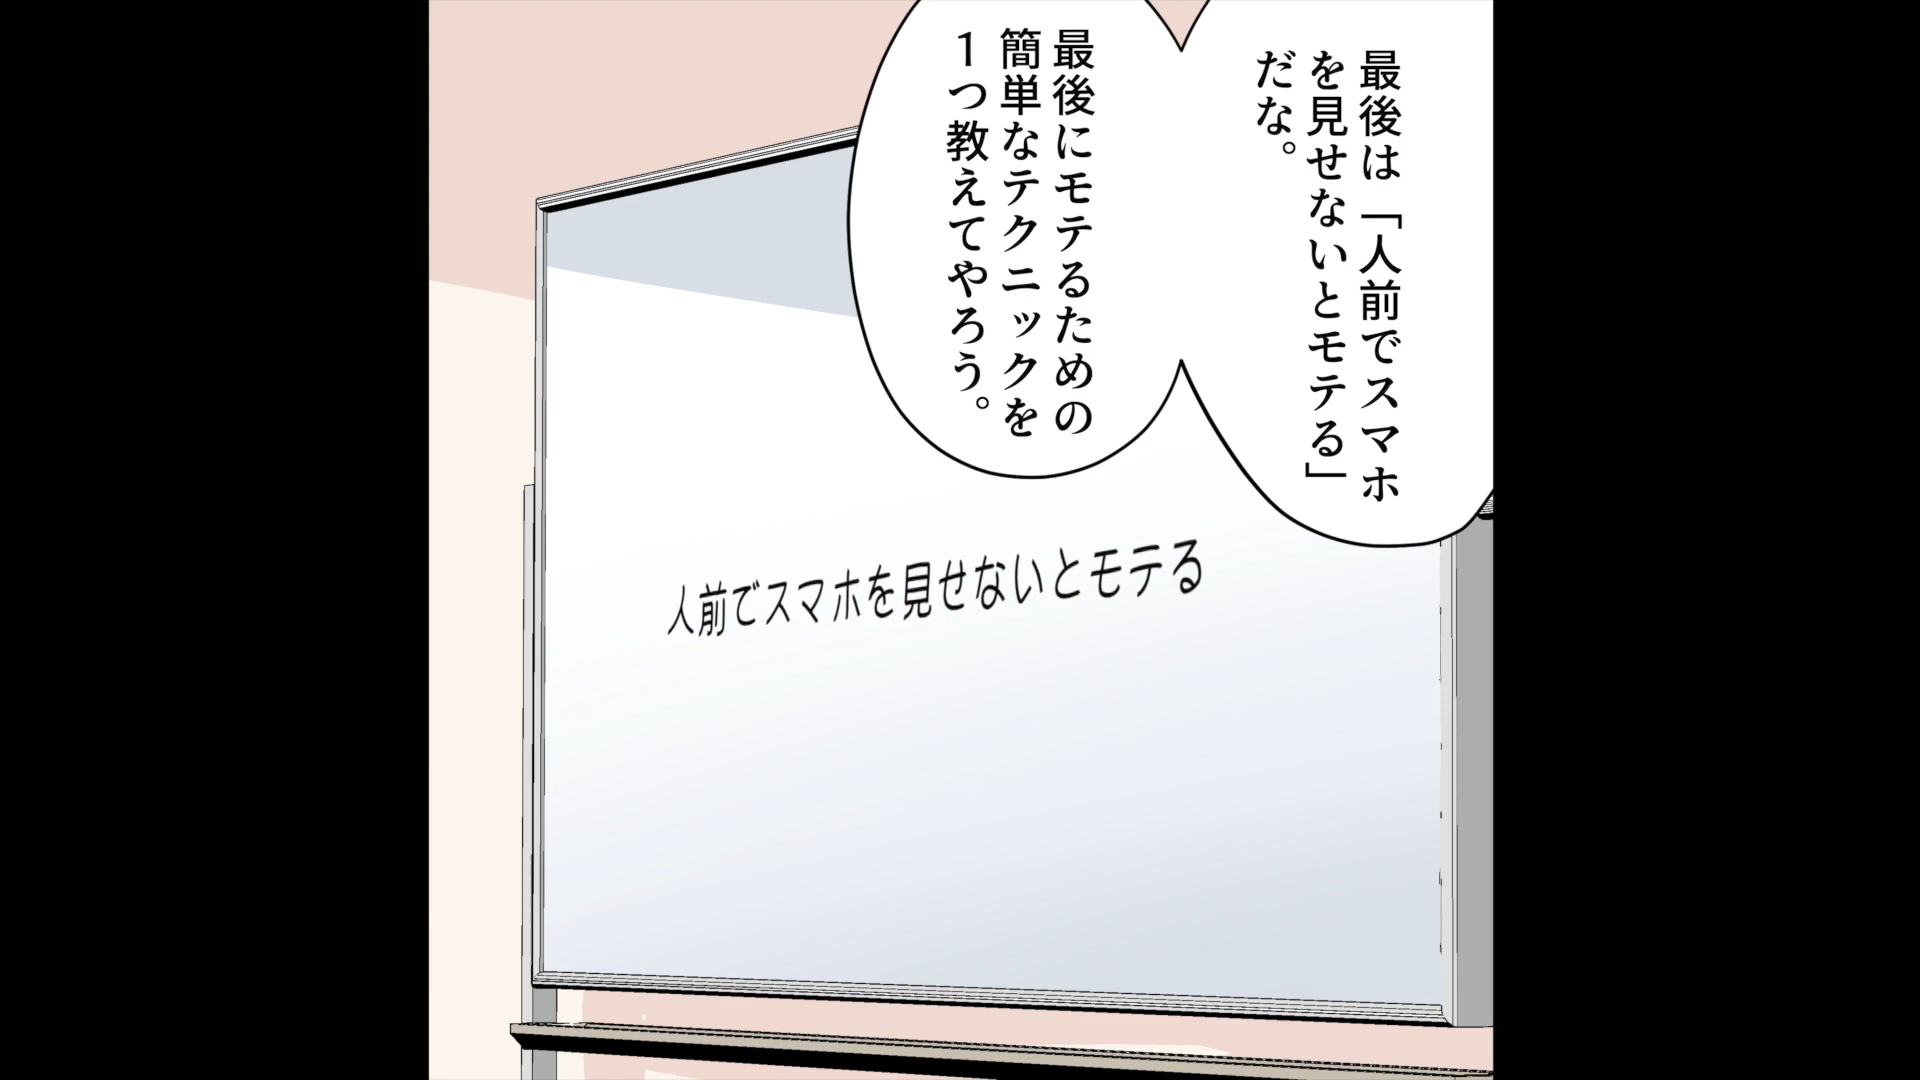 最後は「人前でスマホ
を見せないとモテる」
だな。
最後にモテるための
簡単なテクニックを
1つ教えてやろう。
人前でスマホを見せないとモテる